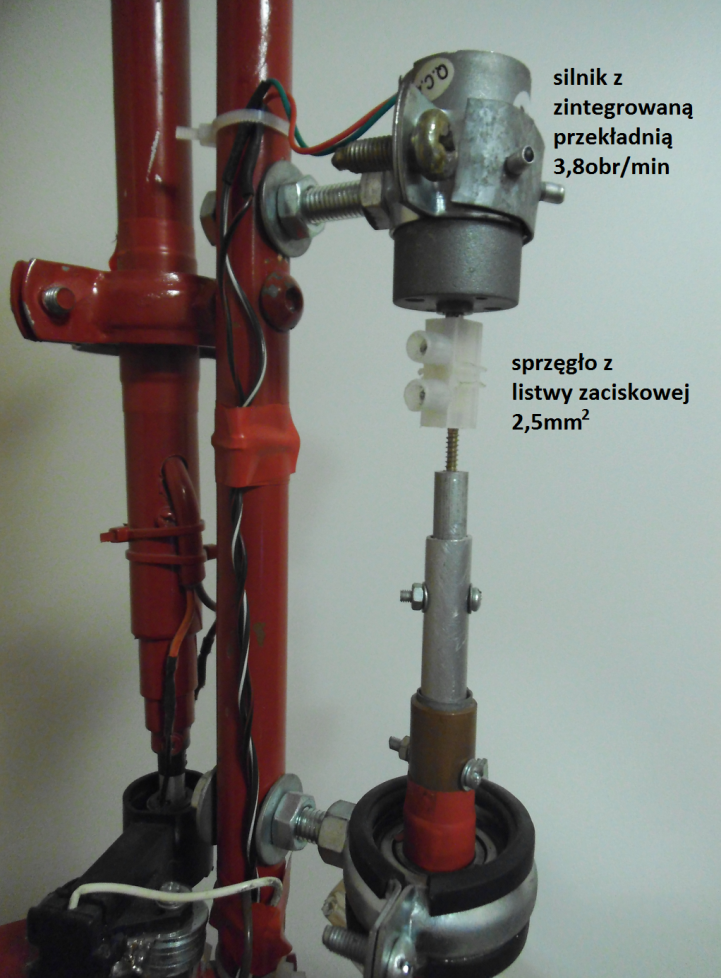 Q.C.
silnik z
zintegrowaną
przekładnią
3,8obr/min
sprzęgło z
listwy zaciskowej
2,5mm²